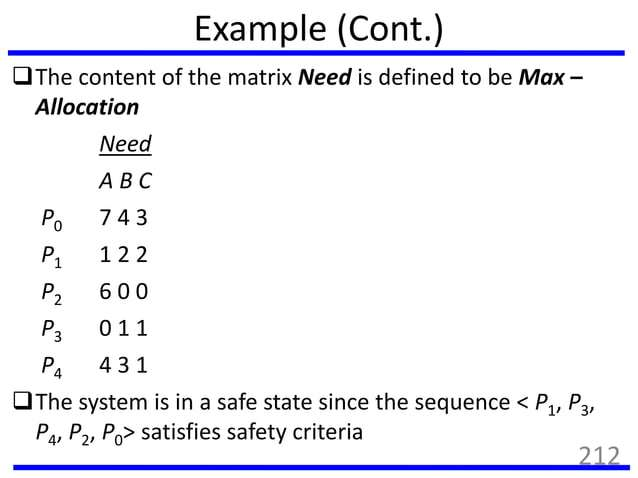 Example (Cont.)
❑The content of the matrix Need is defined to be Max –
Allocation
Need
A B C
P0 7 4 3
P1 1 2 2
P2 6 0 0
P3 0 1 1
P4 4 3 1
❑The system is in a safe state since the sequence < P1, P3,
P4, P2, P0> satisfies safety criteria
212